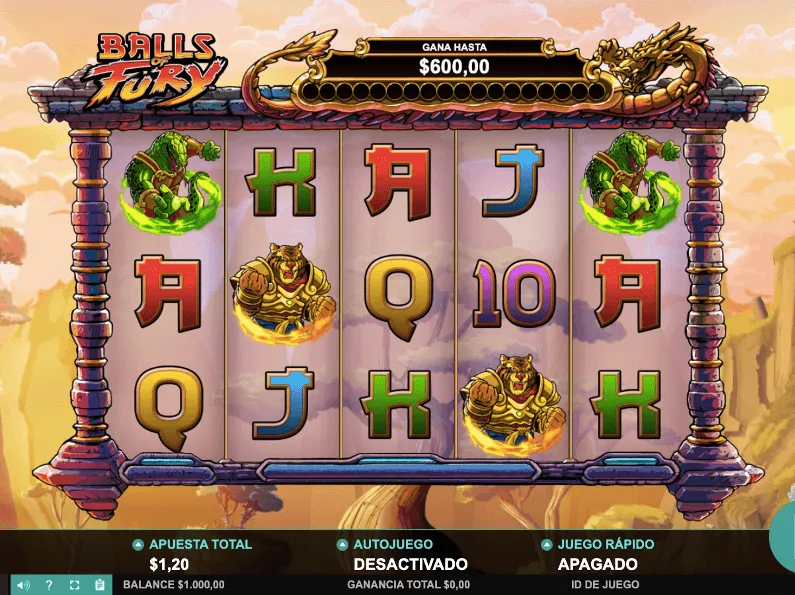 BALLS
OF
FURY
GANA HASTA
$600,00
K A J
A Q 10 A
Q J K K
APUESTA TOTAL AUTOJUEGO JUEGO RÁPIDO
$1,20 DESACTIVADO APAGADO
? BALANCE $1.000,00 GANANCIA TOTAL $0,00 ID DE JUEGO